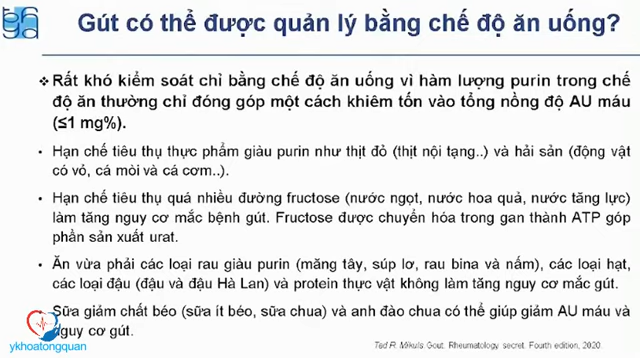 Gút có thể được quản lý bằng chế độ ăn uống?
❖ Rất khó kiểm soát chỉ bằng chế độ ăn uống vì hàm lượng purin trong chế
độ ăn thường chỉ đóng góp một cách khiêm tốn vào tổng nồng độ AU máu
(≤1 mg%).
• Hạn chế tiêu thụ thực phẩm giàu purin như thịt đỏ (thịt nội tạng..) và hải sản (động vật
có vỏ, cá mòi và cá cơm..).
• Hạn chế tiêu thụ quá nhiều đường fructose (nước ngọt, nước hoa quả, nước tăng lực)
làm tăng nguy cơ mắc bệnh gút. Fructose được chuyển hóa trong gan thành ATP góp
phần sản xuất urat.
• Ăn vừa phải các loại rau giàu purin (măng tây, súp lơ, rau bina và nấm), các loại hạt,
các loại đậu (đậu và đậu Hà Lan) và protein thực vật không làm tăng nguy cơ mắc gút.
Sữa giảm chất béo (sữa ít béo, sữa chua) và anh đào chua có thể giúp giảm AU máu và
nguy cơ gút.
ykhoatongquan
Ted R. Mikuls Gout. Rheumatology secret. Fourth edition, 2020.